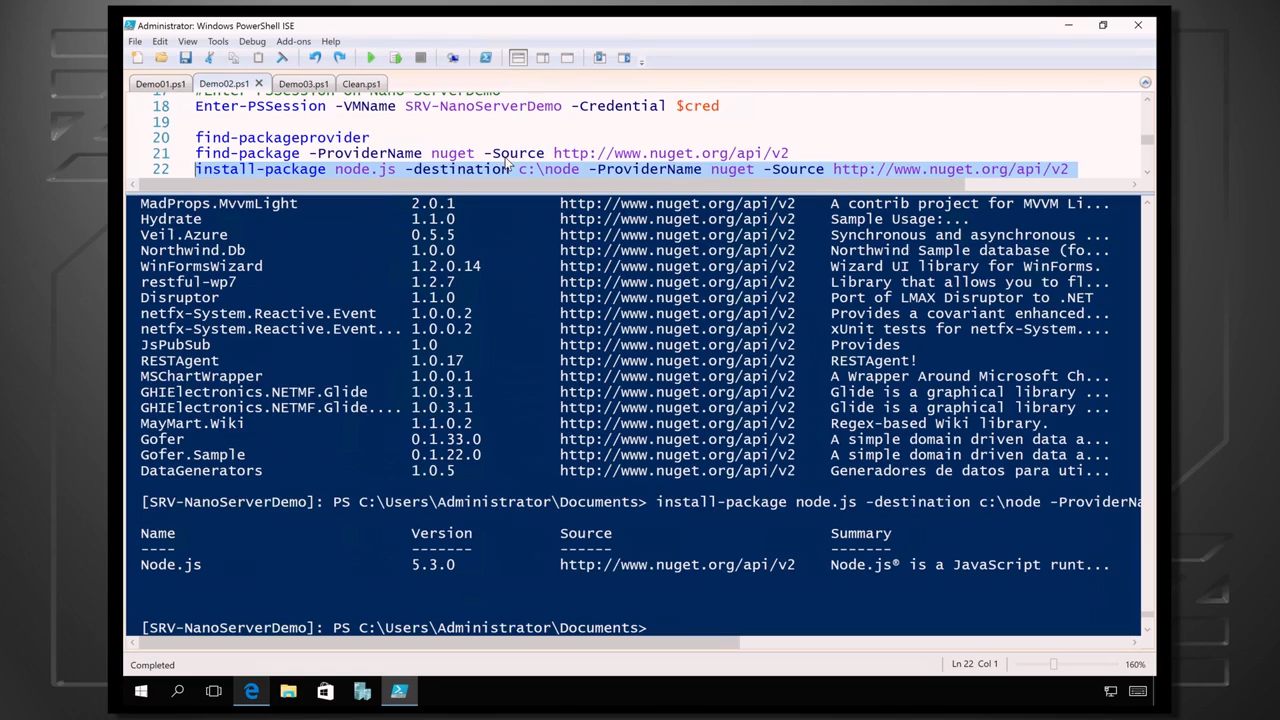 Administrator: Windows PowerShell ISE
File Edit View Tools Debug Add-ons Help
Demo01.ps1 Demo02.ps1 Demo03.ps1 Clean.ps1
17 #Enter PSSession on Nano ServerDemo
18 Enter-PSSession -VMName SRV-NanoServerDemo -Credential $cred
19
20 find-packageprovider
21 find-package -ProviderName nuget -Source http://www.nuget.org/api/v2
22 install-package node.js -destination c:\node -ProviderName nuget -Source http://www.nuget.org/api/v2
MadProps.MvvmLight 2.0.1 http://www.nuget.org/api/v2 A contrib project for MVVM Li...
Hydrate 1.1.0 http://www.nuget.org/api/v2 Sample Usage:...
Veil.Azure 0.5.5 http://www.nuget.org/api/v2 Synchronous and asynchronous ...
Northwind.Db 1.0.0 http://www.nuget.org/api/v2 Northwind Sample database (fo...
WinFormsWizard 1.2.0.14 http://www.nuget.org/api/v2 Wizard UI library for WinForms.
restful-wp7 1.2.7 http://www.nuget.org/api/v2 Library that allows you to fl...
Disruptor 1.1.0 http://www.nuget.org/api/v2 Port of LMAX Disruptor to .NET
netfx-System.Reactive.Event 1.0.0.2 http://www.nuget.org/api/v2 Provides a covariant enhanced...
netfx-System.Reactive.Event... 1.0.0.2 http://www.nuget.org/api/v2 xUnit tests for netfx-System....
JsPubSub 1.0 http://www.nuget.org/api/v2 Provides
RESTAgent 1.0.17 http://www.nuget.org/api/v2 RESTAgent!
MSChartWrapper 1.0.0.1 http://www.nuget.org/api/v2 A Wrapper Around Microsoft Ch...
GHIElectronics.NETMF.Glide 1.0.3.1 http://www.nuget.org/api/v2 Glide is a graphical library ...
GHIElectronics.NETMF.Glide.... 1.0.3.1 http://www.nuget.org/api/v2 Glide is a graphical library ...
MayMart.Wiki 1.1.0.2 http://www.nuget.org/api/v2 Regex-based Wiki library.
Gofer 0.1.33.0 http://www.nuget.org/api/v2 A simple domain driven data a...
Gofer.Sample 0.1.22.0 http://www.nuget.org/api/v2 A simple domain driven data a...
DataGenerators 1.0.5 http://www.nuget.org/api/v2 Generadores de datos para uti...
[SRV-NanoServerDemo]: PS C:\Users\Administrator\Documents> install-package node.js -destination c:\node -ProviderNa
Name Version Source Summary
---- ------- ------ -------
Node.js 5.3.0 http://www.nuget.org/api/v2 Node.js® is a JavaScript runt...
[SRV-NanoServerDemo]: PS C:\Users\Administrator\Documents>
Completed Ln 22 Col 1 160%